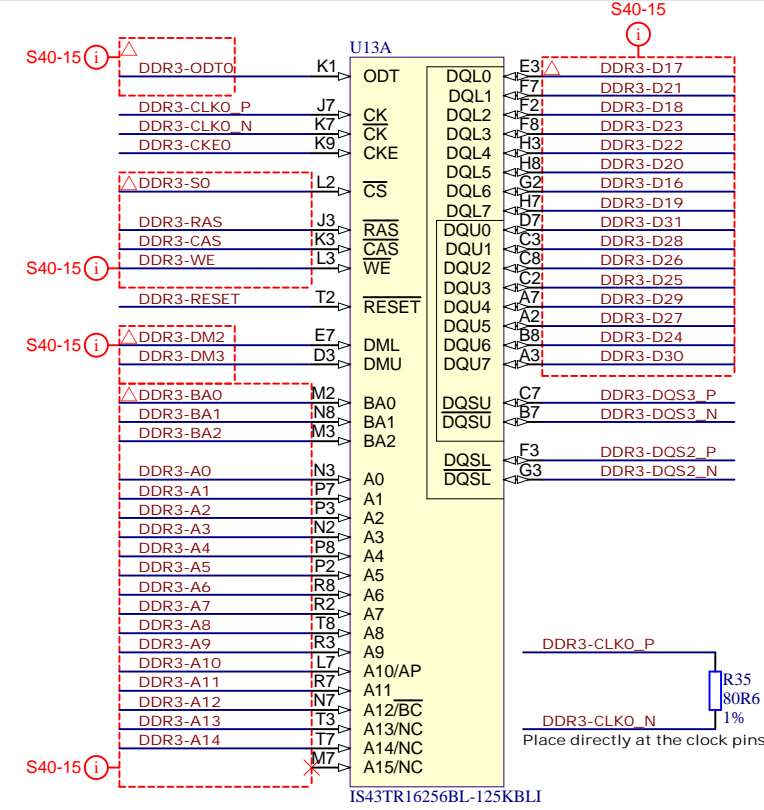 S40-15
i
U13A
S40-15 i
DDR3-ODT0 K1 ODT DQL0 E3 DDR3-D17
DQL1 F7 DDR3-D21
DDR3-CLK0_P J7 CK DQL2 F2 DDR3-D18
DDR3-CLK0_N K7 CK DQL3 F8 DDR3-D23
DDR3-CKE0 K9 CKE DQL4 H3 DDR3-D22
DQL5 H8 DDR3-D20
DDR3-S0 L2 CS DQL6 G2 DDR3-D16
DQL7 H7 DDR3-D19
DDR3-RAS J3 RAS DQU0 D7 DDR3-D31
DDR3-CAS K3 CAS DQU1 C3 DDR3-D28
S40-15 i DDR3-WE L3 WE DQU2 C8 DDR3-D26
DQU3 C2 DDR3-D25
DDR3-RESET T2 RESET DQU4 A7 DDR3-D29
DQU5 A2 DDR3-D27
S40-15 i DDR3-DM2 E7 DML DQU6 B8 DDR3-D24
DDR3-DM3 D3 DMU DQU7 A3 DDR3-D30
DDR3-BA0 M2 BA0 DQSU C7 DDR3-DQS3_P
DDR3-BA1 N8 BA1 DQSU B7 DDR3-DQS3_N
DDR3-BA2 M3 BA2
DQSL F3 DDR3-DQS2_P
DDR3-A0 N3 A0 DQSL G3 DDR3-DQS2_N
DDR3-A1 P7 A1
DDR3-A2 P3 A2
DDR3-A3 N2 A3
DDR3-A4 P8 A4
DDR3-A5 P2 A5
DDR3-A6 R8 A6
DDR3-A7 R2 A7
DDR3-A8 T8 A8
DDR3-A9 R3 A9 DDR3-CLK0_P
DDR3-A10 L7 A10/AP
DDR3-A11 R7 A11 R35
DDR3-A12 N7 A12/BC 80R6
DDR3-A13 T3 A13/NC DDR3-CLK0_N 1%
DDR3-A14 T7 A14/NC Place directly at the clock pins
S40-15 i M7 A15/NC
IS43TR16256BL-125KBLI